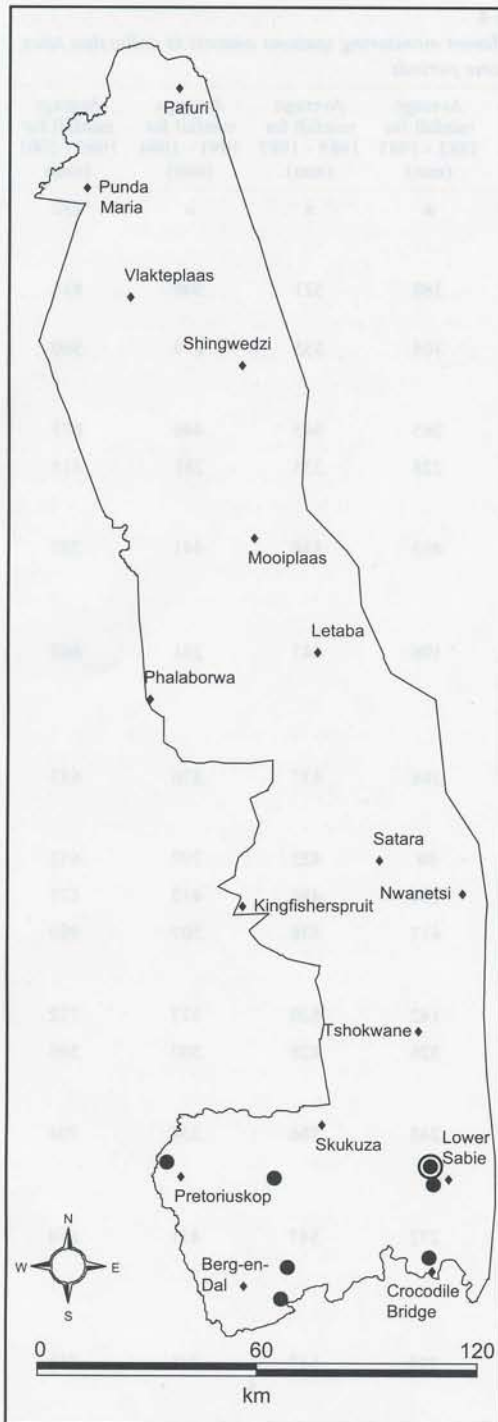 Pafuri
Punda
Maria
Vlakteplaas
Shingwedzi
Mooiplaas
Letaba
Phalaborwa
Satara
Nwanetsi
Kingfisherspruit
Tshokwane
Skukuza
Lower
Sabie
Pretoriuskop
N
W E
S
Berg-en-
Dal
Crocodile
Bridge
0 60 120
km